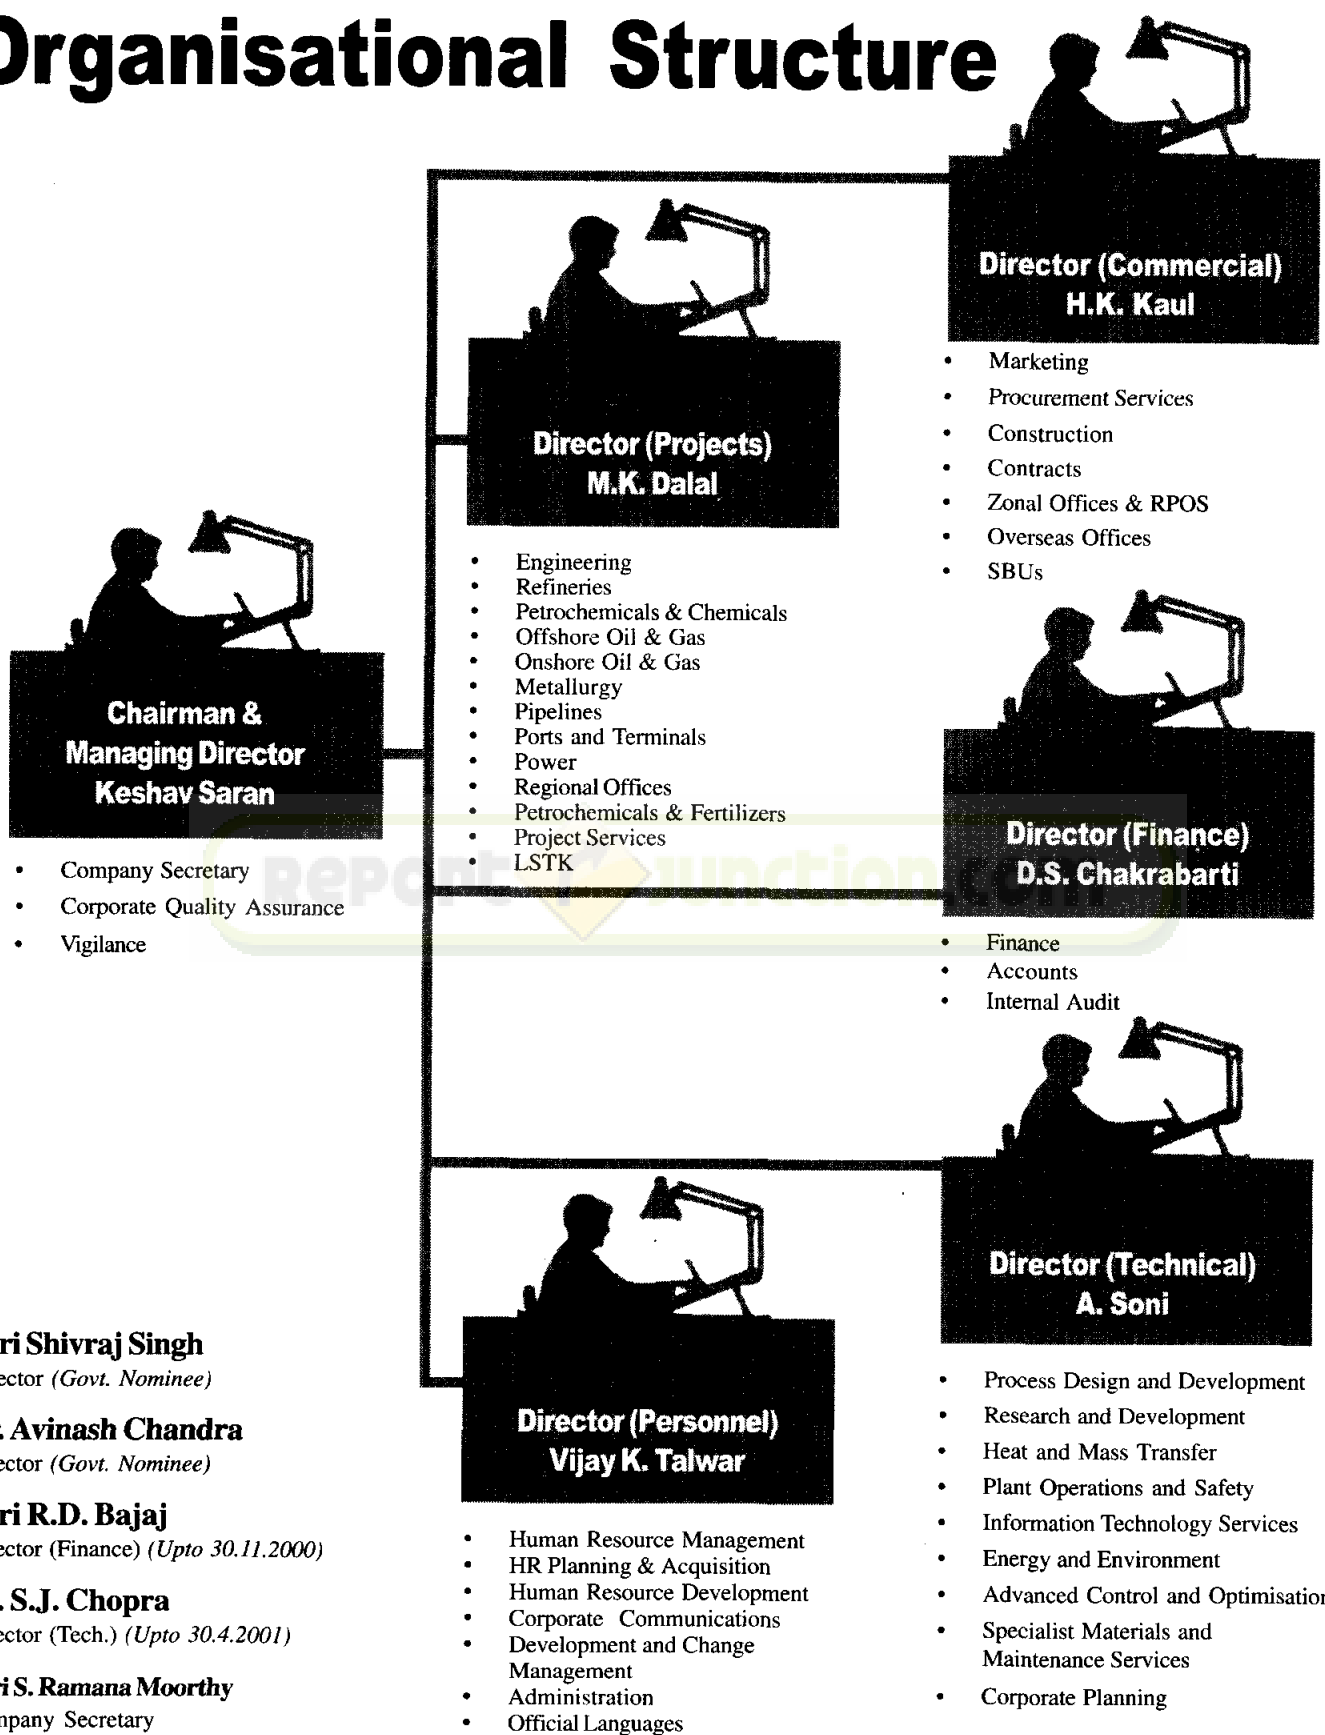 Organisational Structure
Director (Commercial)
H.K. Kaul
• Marketing
• Procurement Services
• Construction
• Contracts
• Zonal Offices & RPOS
• Overseas Offices
• SBUs
Director (Projects)
M.K. Dalal
• Engineering
• Refineries
• Petrochemicals & Chemicals
• Offshore Oil & Gas
• Onshore Oil & Gas
• Metallurgy
• Pipelines
• Ports and Terminals
• Power
• Regional Offices
• Petrochemicals & Fertilizers
• Project Services
• LSTK
Chairman &
Managing Director
Keshav Saran
• Company Secretary
• Corporate Quality Assurance
• Vigilance
Report Junction.com
Director (Finance)
D.S. Chakrabarti
• Finance
• Accounts
• Internal Audit
Director (Technical)
A. Soni
• Process Design and Development
• Research and Development
• Heat and Mass Transfer
• Plant Operations and Safety
• Information Technology Services
• Energy and Environment
• Advanced Control and Optimisation
• Specialist Materials and
Maintenance Services
• Corporate Planning
Director (Personnel)
Vijay K. Talwar
• Human Resource Management
• HR Planning & Acquisition
• Human Resource Development
• Corporate Communications
• Development and Change
Management
• Administration
• Official Languages
ri Shivraj Singh
ector (Govt. Nominee)
. Avinash Chandra
ector (Govt. Nominee)
ri R.D. Bajaj
ector (Finance) (Upto 30.11.2000)
. S.J. Chopra
ector (Tech.) (Upto 30.4.2001)
ri S. Ramana Moorthy
mpany Secretary